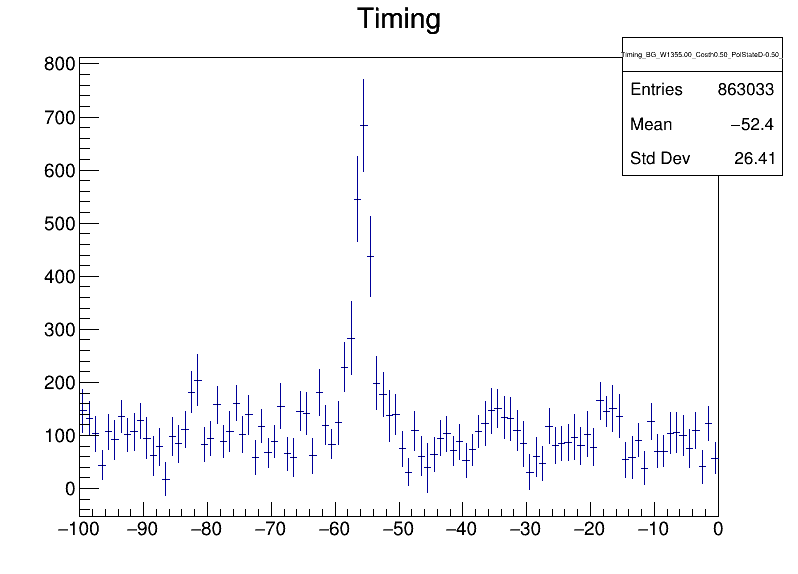 Timing
Timing_BG_W1355.00_Costh0.50_PolStateD-0.50_
Entries 863033
Mean −52.4
Std Dev 26.41
800
700
600
500
400
300
200
100
0
−100 −90 −80 −70 −60 −50 −40 −30 −20 −10 0